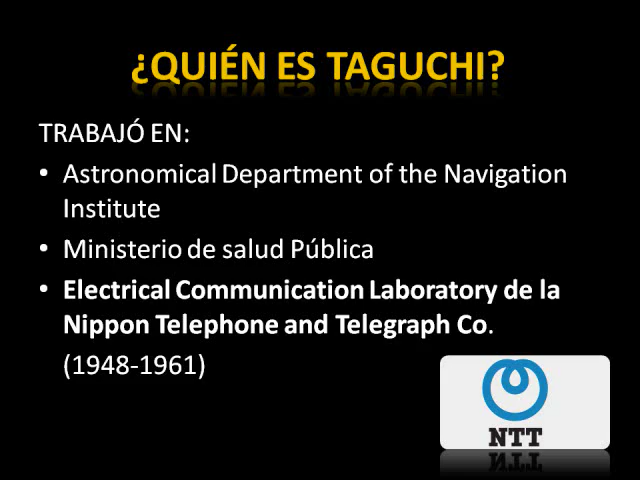 ¿QUIÉN ES TAGUCHI?
TRABAJÓ EN:
• Astronomical Department of the Navigation
Institute
• Ministerio de salud Pública
• Electrical Communication Laboratory de la
Nippon Telephone and Telegraph Co.
(1948-1961)
NTT